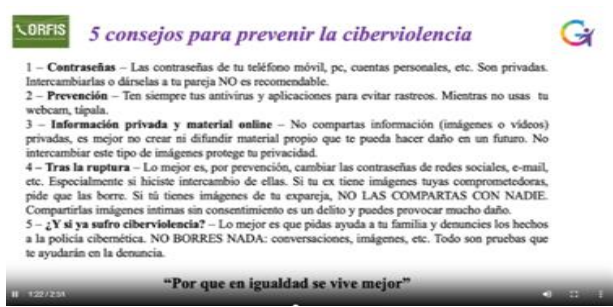 ORFIS
5 consejos para prevenir la ciberviolencia
1 – Contraseñas – Las contraseñas de tu teléfono móvil, pc, cuentas personales, etc. Son privadas.
Intercambiarlas o dárselas a tu pareja NO es recomendable.
2 – Prevención – Ten siempre tus antivirus y aplicaciones para evitar rastreos. Mientras no usas tu
webcam, tápala.
3 – Información privada y material online – No compartas información (imágenes o vídeos)
privadas, es mejor no crear ni difundir material propio que te pueda hacer daño en un futuro. No
intercambiar este tipo de imágenes protege tu privacidad.
4 – Tras la ruptura – Lo mejor es, por prevención, cambiar las contraseñas de redes sociales, e-mail,
etc. Especialmente si hiciste intercambio de ellas. Si tu ex tiene imágenes tuyas comprometedoras,
pide que las borre. Si tú tienes imágenes de tu expareja, NO LAS COMPARTAS CON NADIE.
Compartirlas imágenes intimas sin consentimiento es un delito y puedes provocar mucho daño.
5 – ¿Y si ya sufro ciberviolencia? – Lo mejor es que pidas ayuda a tu familia y denuncies los hechos
a la policía cibernética. NO BORRES NADA: conversaciones, imágenes, etc. Todo son pruebas que
te ayudarán en la denuncia.
“Por que en igualdad se vive mejor”
1:22 / 2:51